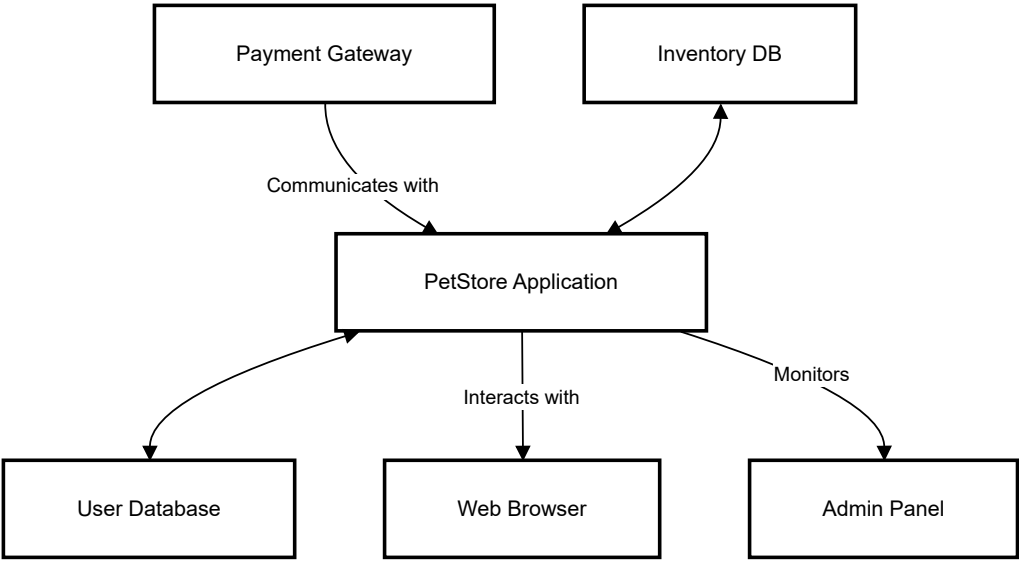 Payment Gateway
Inventory DB
Communicates with
PetStore Application
Monitors
Interacts with
User Database
Web Browser
Admin Panel